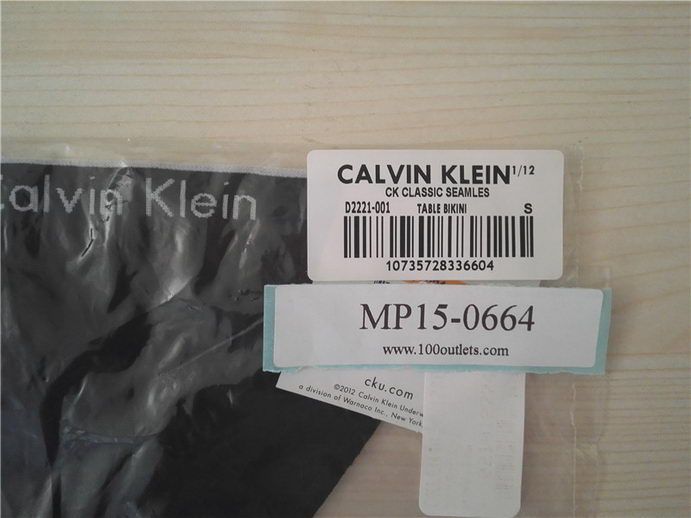 Calvin Klein
CALVIN KLEIN 1/12
CK CLASSIC SEAMLES
D2221-001 TABLE BIKINI S
10735728336604
MP15-0664
www.100outlets.com
cku.com
©2012 Calvin Klein Underw
a division of Warnaco Inc., New York